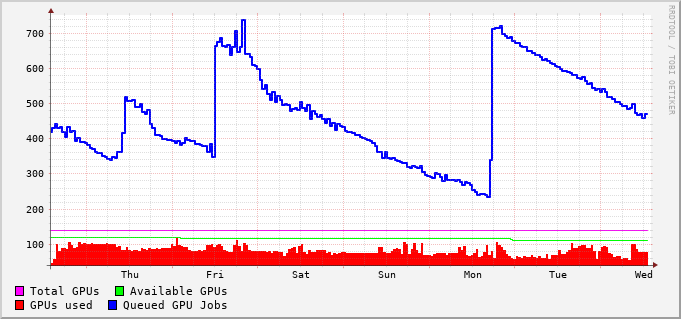 RRDTOOL / TOBI OETIKER
700
600
500
400
300
200
100
Thu Fri Sat Sun Mon Tue Wed
Total GPUs Available GPUs
GPUs used Queued GPU Jobs